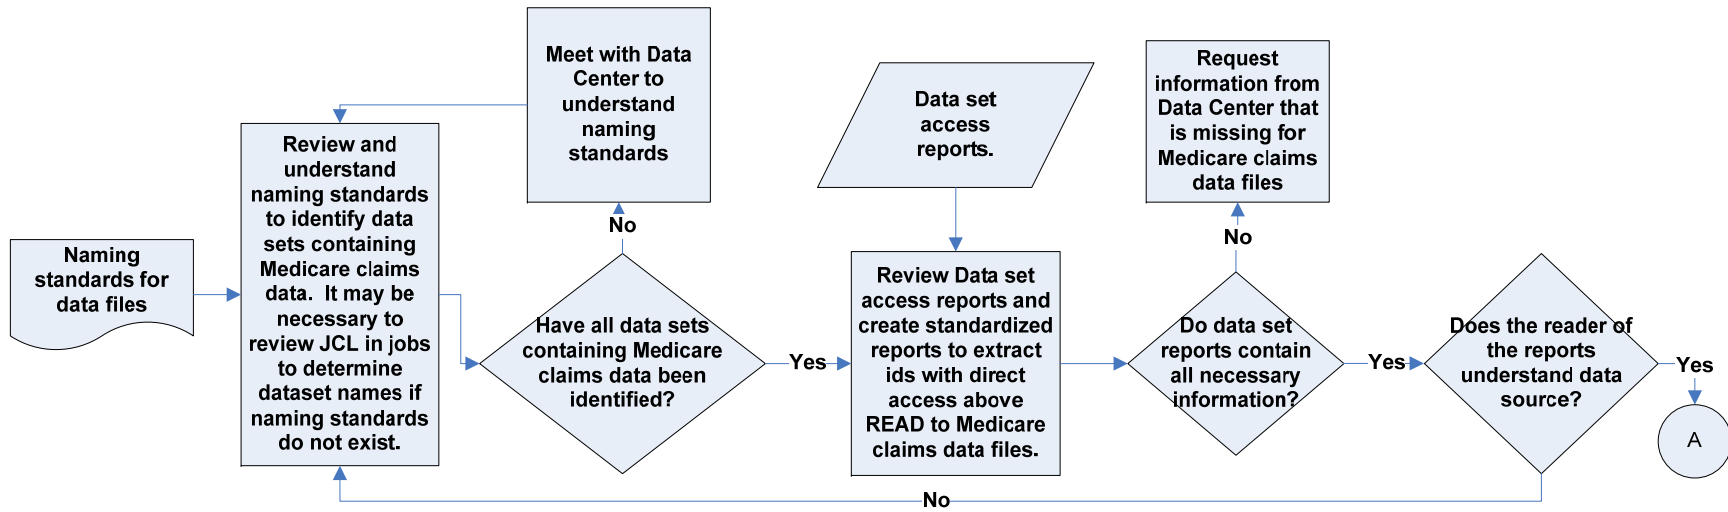 Naming
standards for
data files
Review and
understand
naming standards
to identify data
sets containing
Medicare claims
data.  It may be
necessary to
review JCL in jobs
to determine
dataset names if
naming standards
do not exist.
Meet with Data
Center to
understand
naming
standards
No
Have all data sets
containing Medicare
claims data been
identified?
Yes
Data set
access
reports.
Review Data set
access reports and
create standardized
reports to extract
ids with direct
access above
READ to Medicare
claims data files.
Request
information from
Data Center that
is missing for
Medicare claims
data files
No
Do data set
reports contain
all necessary
information?
Yes
Does the reader of
the reports
understand data
source?
Yes
A
No